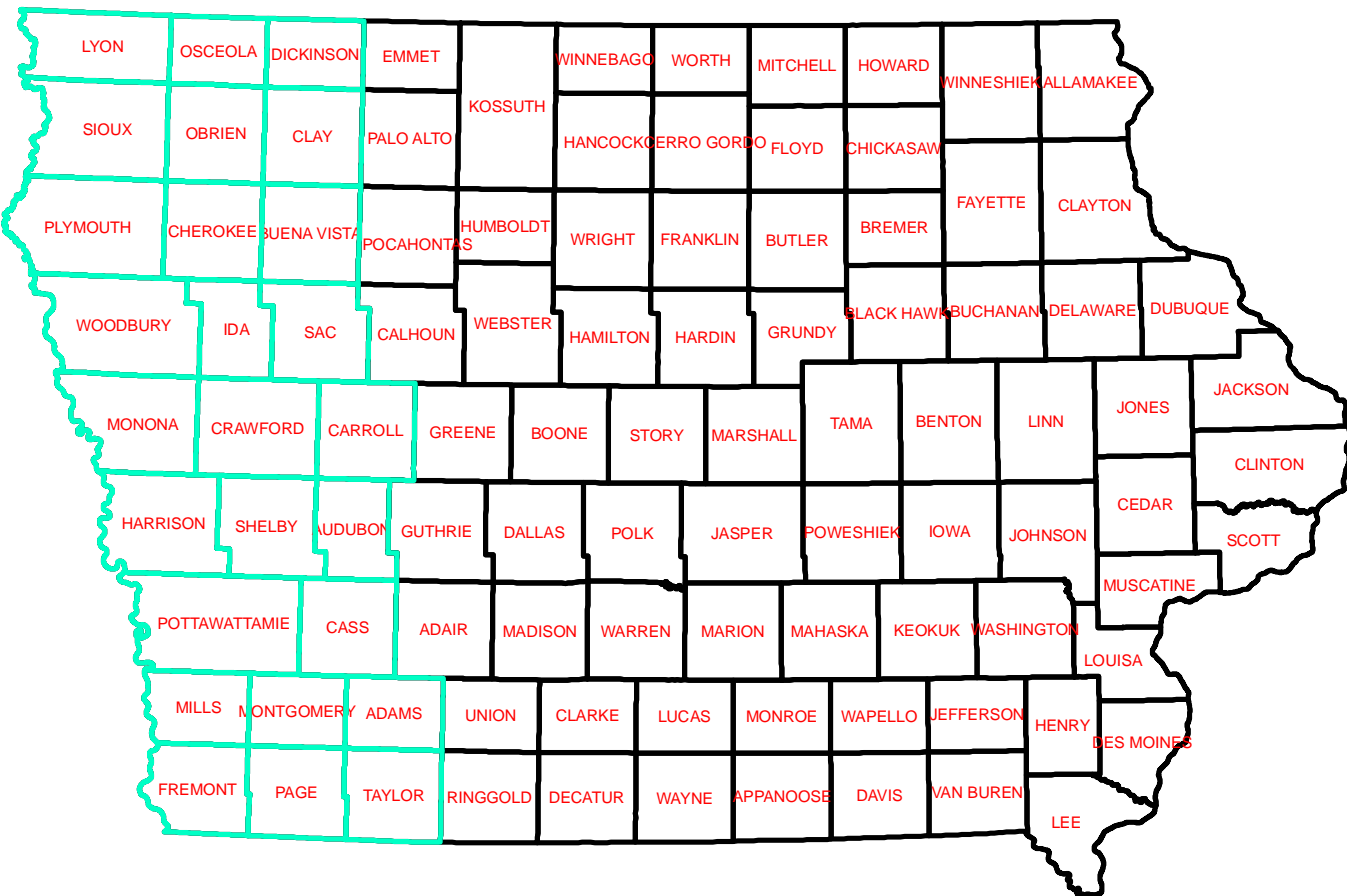 LYON
OSCEOLA
DICKINSON
EMMET
KOSSUTH
WINNEBAGO
WORTH
MITCHELL
HOWARD
WINNESHIEK
ALLAMAKEE
SIOUX
OBRIEN
CLAY
PALO ALTO
HANCOCK
CERRO GORDO
FLOYD
CHICKASAW
PLYMOUTH
CHEROKEE
BUENA VISTA
POCAHONTAS
HUMBOLDT
WRIGHT
FRANKLIN
BUTLER
BREMER
FAYETTE
CLAYTON
WOODBURY
IDA
SAC
CALHOUN
WEBSTER
HAMILTON
HARDIN
GRUNDY
BLACK HAWK
BUCHANAN
DELAWARE
DUBUQUE
MONONA
CRAWFORD
CARROLL
GREENE
BOONE
STORY
MARSHALL
TAMA
BENTON
LINN
JONES
JACKSON
CLINTON
HARRISON
SHELBY
AUDUBON
GUTHRIE
DALLAS
POLK
JASPER
POWESHIEK
IOWA
JOHNSON
CEDAR
SCOTT
MUSCATINE
POTTAWATTAMIE
CASS
ADAIR
MADISON
WARREN
MARION
MAHASKA
KEOKUK
WASHINGTON
LOUISA
MILLS
MONTGOMERY
ADAMS
UNION
CLARKE
LUCAS
MONROE
WAPELLO
JEFFERSON
HENRY
DES MOINES
FREMONT
PAGE
TAYLOR
RINGGOLD
DECATUR
WAYNE
APPANOOSE
DAVIS
VAN BUREN
LEE